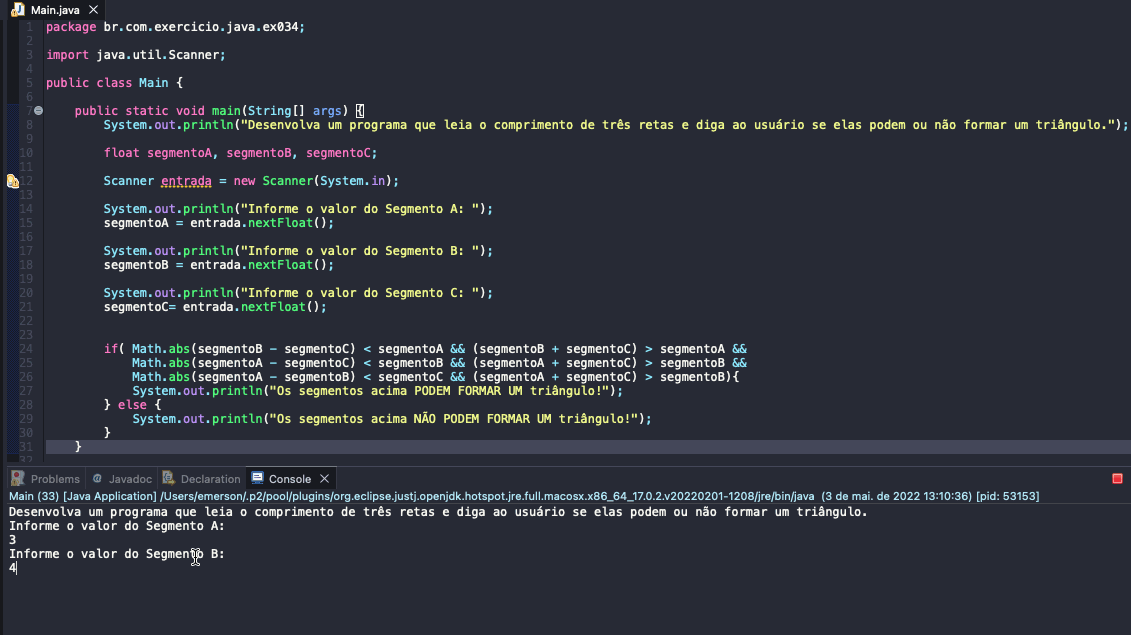 Main.java
1 package br.com.exercicio.java.ex034;
2
3 import java.util.Scanner;
4
5 public class Main {
6
7 public static void main(String[] args) {
8 System.out.println("Desenvolva um programa que leia o comprimento de três retas e diga ao usuário se elas podem ou não formar um triângulo.");
9
10 float segmentoA, segmentoB, segmentoC;
11
12 Scanner entrada = new Scanner(System.in);
13
14 System.out.println("Informe o valor do Segmento A: ");
15 segmentoA = entrada.nextFloat();
16
17 System.out.println("Informe o valor do Segmento B: ");
18 segmentoB = entrada.nextFloat();
19
20 System.out.println("Informe o valor do Segmento C: ");
21 segmentoC= entrada.nextFloat();
22
23
24 if( Math.abs(segmentoB - segmentoC) < segmentoA && (segmentoB + segmentoC) > segmentoA &&
25 Math.abs(segmentoA - segmentoC) < segmentoB && (segmentoA + segmentoC) > segmentoB &&
26 Math.abs(segmentoA - segmentoB) < segmentoC && (segmentoA + segmentoC) > segmentoB){
27 System.out.println("Os segmentos acima PODEM FORMAR UM triângulo!");
28 } else {
29 System.out.println("Os segmentos acima NÃO PODEM FORMAR UM triângulo!");
30 }
31 }
32
Problems Javadoc Declaration Console
Main (33) [Java Application] /Users/emerson/.p2/pool/plugins/org.eclipse.justj.openjdk.hotspot.jre.full.macosx.x86_64_17.0.2.v20220201-1208/jre/bin/java (3 de mai. de 2022 13:10:36) [pid: 53153]
Desenvolva um programa que leia o comprimento de três retas e diga ao usuário se elas podem ou não formar um triângulo.
Informe o valor do Segmento A:
3
Informe o valor do Segmento B:
4